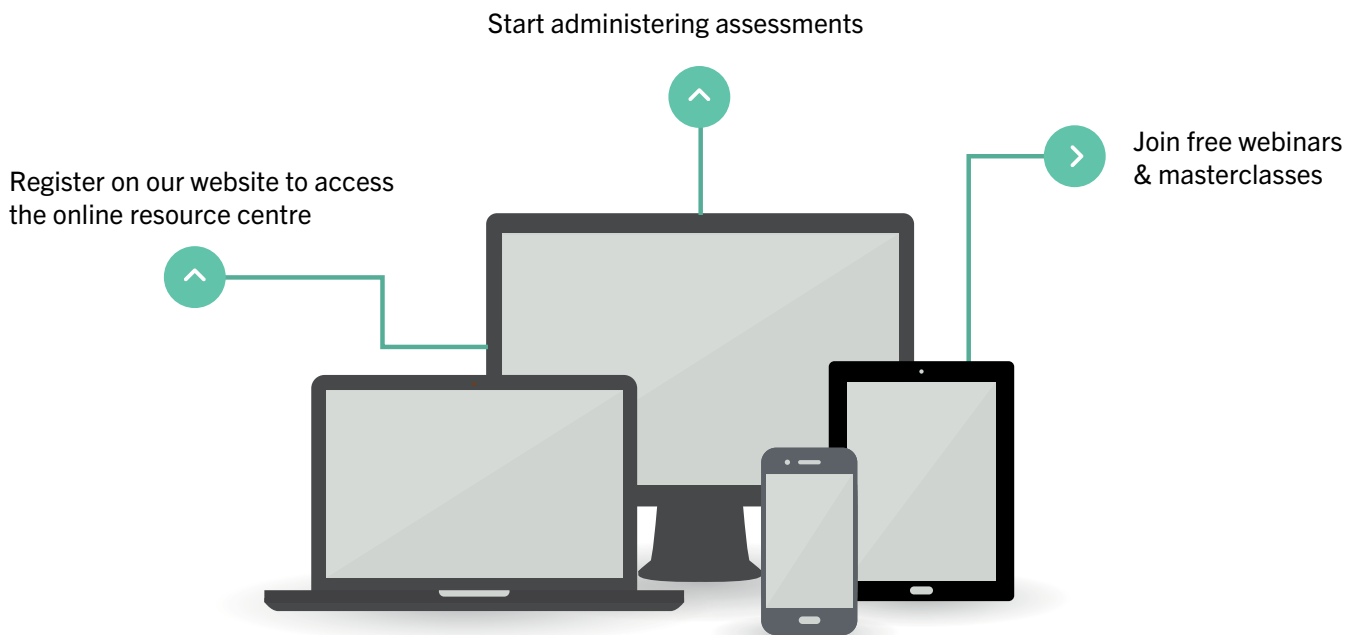 Start administering assessments
Join free webinars
& masterclasses
Register on our website to access
the online resource centre